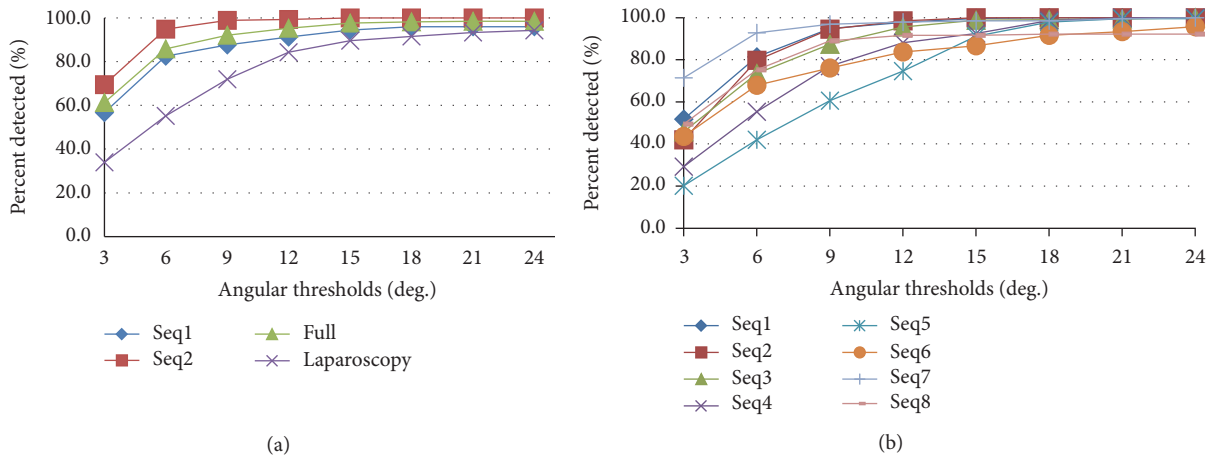 100.0
80.0
60.0
40.0
20.0
0.0
Percent detected (%)
3 6 9 12 15 18 21 24
Angular thresholds (deg.)
Seq1
Seq2
Full
Laparoscopy
(a)
100.0
80.0
60.0
40.0
20.0
0.0
Percent detected (%)
3 6 9 12 15 18 21 24
Angular thresholds (deg.)
Seq1
Seq2
Seq3
Seq4
Seq5
Seq6
Seq7
Seq8
(b)